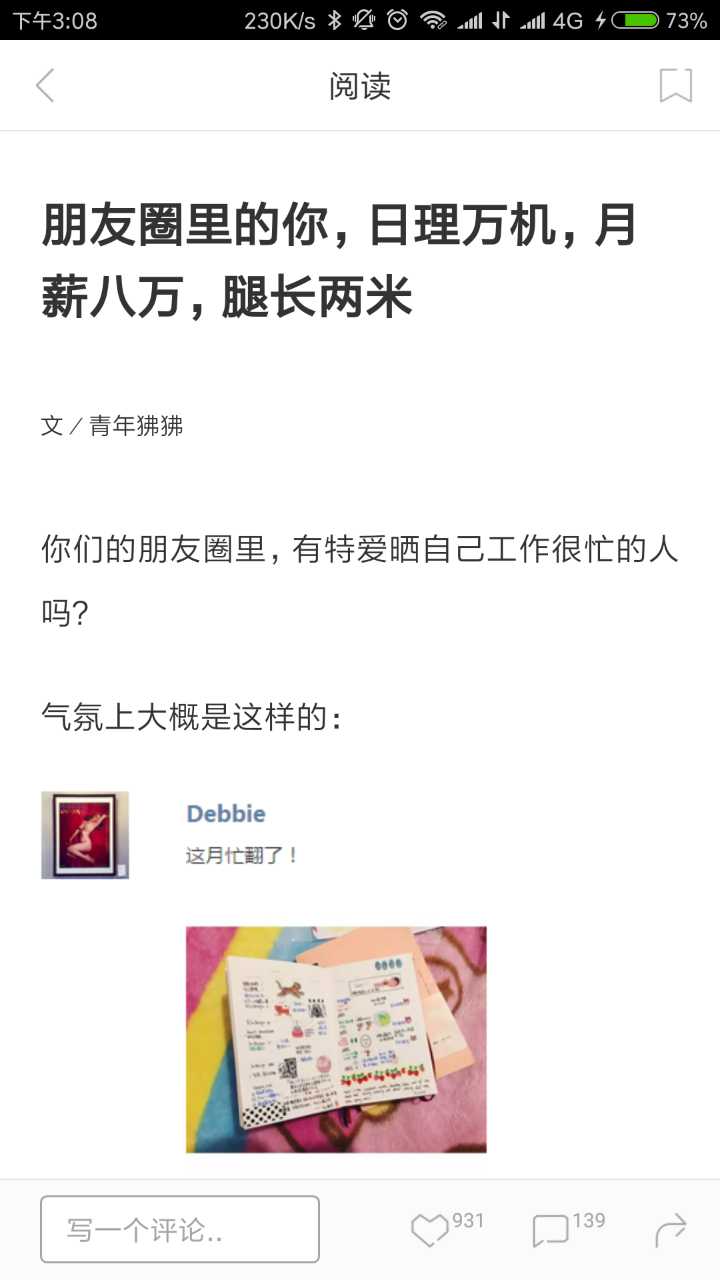 下午3:08
230K/s
4G
73%
阅读
朋友圈里的你，日理万机，月
薪八万，腿长两米
文／青年狒狒
你们的朋友圈里，有特爱晒自己工作很忙的人
吗？
气氛上大概是这样的：
Debbie
这月忙翻了！
写一个评论..
931
139